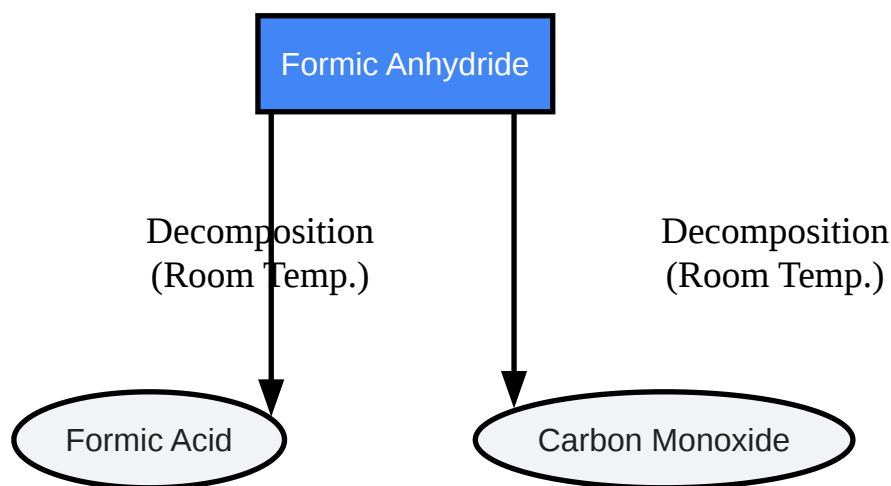 Formic Anhydride
Decomposition
(Room Temp.)
Decomposition
(Room Temp.)
Formic Acid
Carbon Monoxide